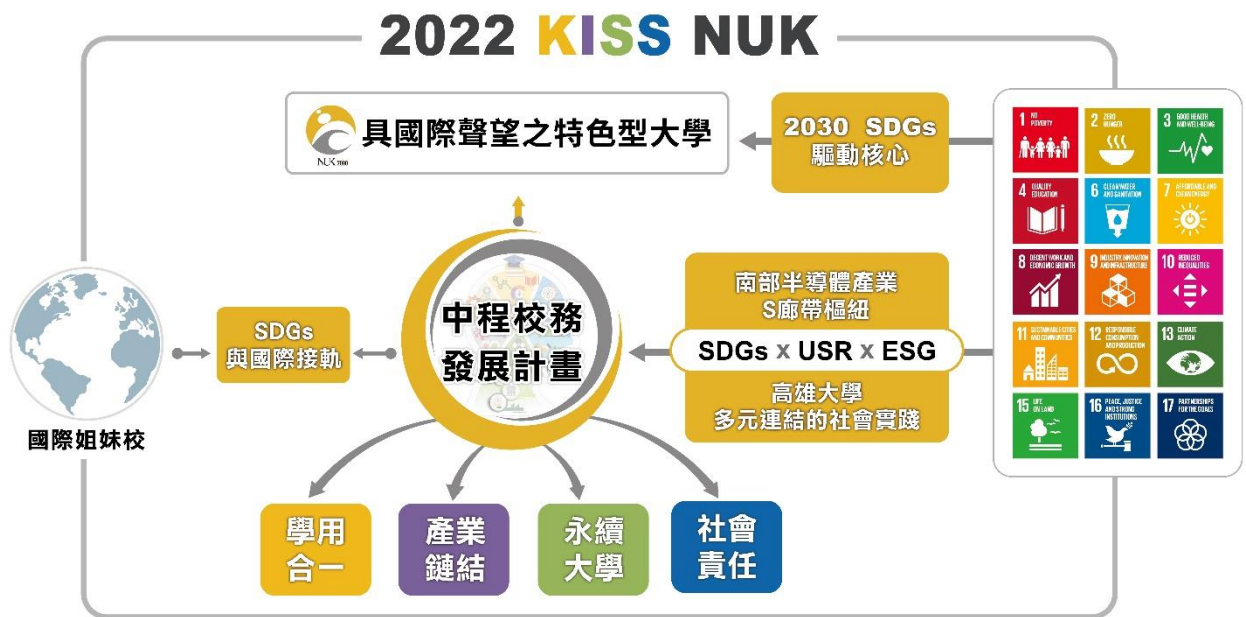 2022 KISS NUK
NUK 2030
具國際聲望之特色型大學
2030 SDGs
驅動核心
1 NO
POVERTY
2 ZERO
HUNGER
3 GOOD HEALTH
AND WELL-BEING
4 QUALITY
EDUCATION
6 CLEAN WATER
AND SANITATION
7 AFFORDABLE AND
CLEAN ENERGY
8 DECENT WORK AND
ECONOMIC GROWTH
9 INDUSTRY, INNOVATION
AND INFRASTRUCTURE
10 REDUCED
INEQUALITIES
11 SUSTAINABLE CITIES
AND COMMUNITIES
12 RESPONSIBLE
CONSUMPTION
AND PRODUCTION
13 CLIMATE
ACTION
15 LIFE
ON LAND
16 PEACE, JUSTICE
AND STRONG
INSTITUTIONS
17 PARTNERSHIPS
FOR THE GOALS
國際姐妹校
SDGs
與國際接軌
中程校務
發展計畫
南部半導體產業
S廊帶樞紐
SDGs x USR x ESG
高雄大學
多元連結的社會實踐
學用
合一
產業
鏈結
永續
大學
社會
責任